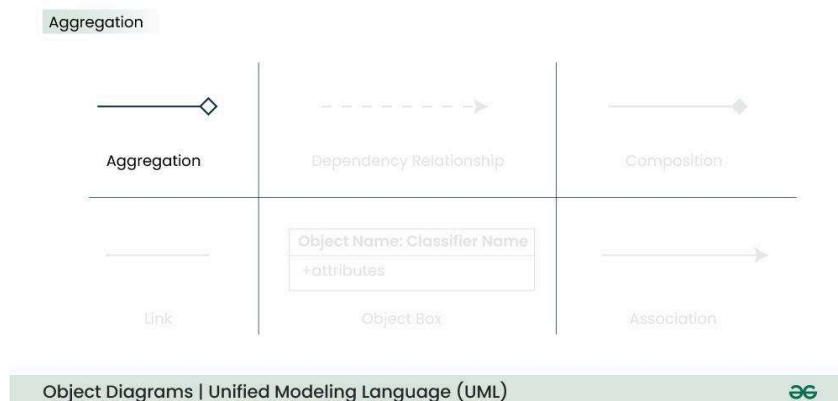 Aggregation
Aggregation
Dependency Relationship
Composition
Object Name: Classifier Name
+attributes
Link
Object Box
Association
Object Diagrams | Unified Modeling Language (UML)